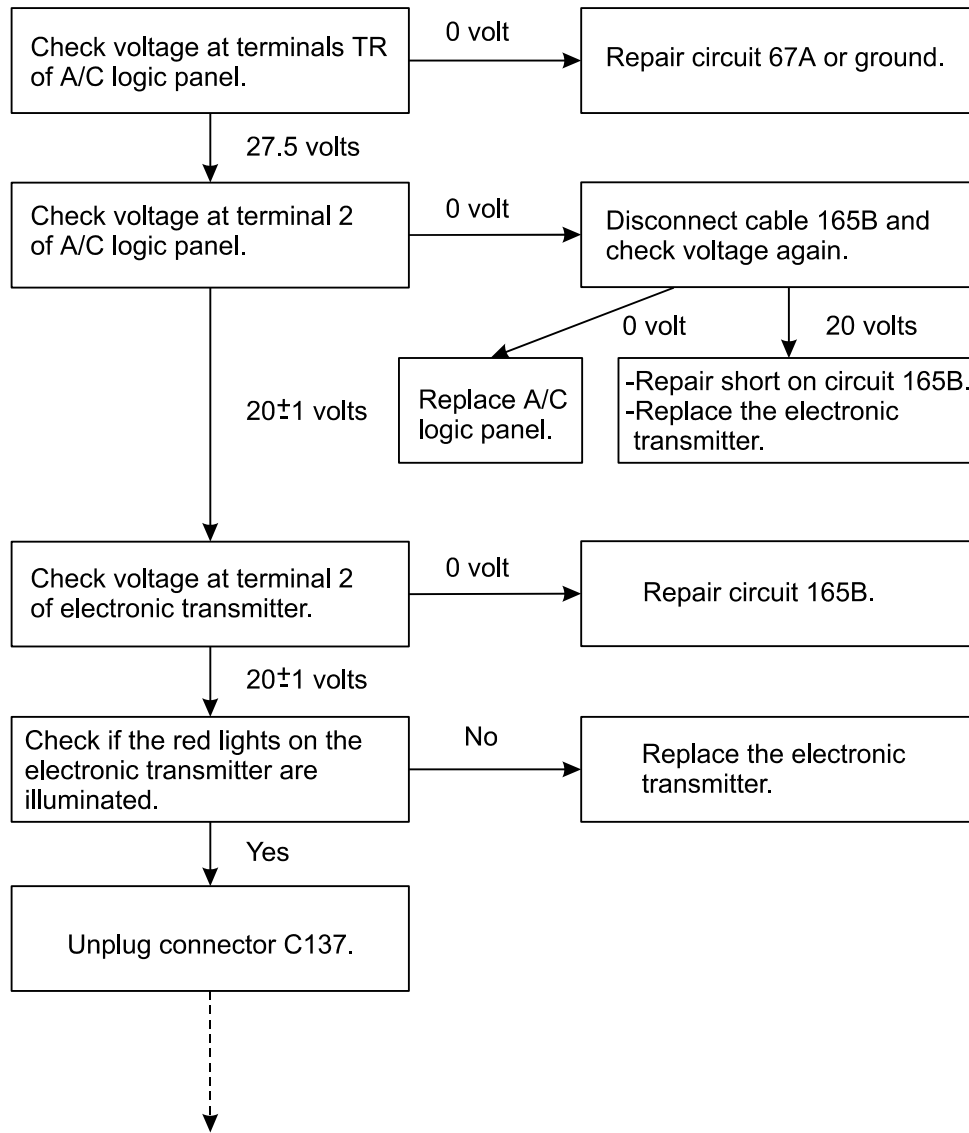 Check voltage at terminals TR
of A/C logic panel.
0 volt
Repair circuit 67A or ground.
27.5 volts
Check voltage at terminal 2
of A/C logic panel.
0 volt
Disconnect cable 165B and
check voltage again.
0 volt
20 volts
Replace A/C
logic panel.
-Repair short on circuit 165B.
-Replace the electronic
transmitter.
20±1 volts
Check voltage at terminal 2
of electronic transmitter.
0 volt
Repair circuit 165B.
20±1 volts
Check if the red lights on the
electronic transmitter are
illuminated.
No
Replace the electronic
transmitter.
Yes
Unplug connector C137.